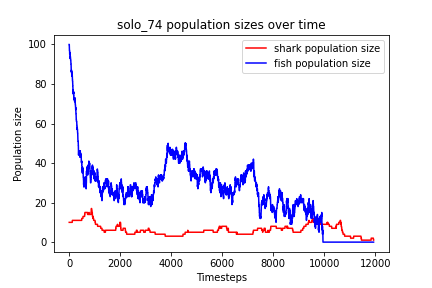 solo_74 population sizes over time
shark population size
fish population size
Population size
100
80
60
40
20
0
0 2000 4000 6000 8000 10000 12000
Timesteps